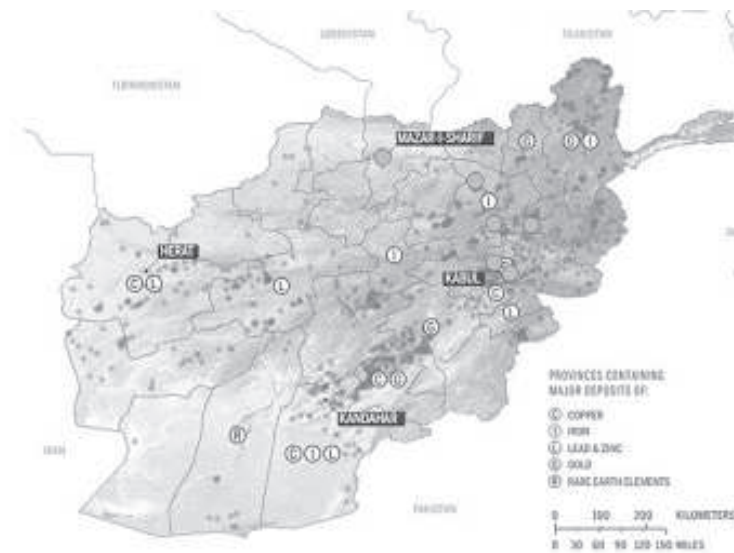 UZBEKISTAN
TAJIKISTAN
TURKMENISTAN
MAZAR-I-SHARIF
G
G I
I
HERAT
I
C L
L
KABUL
C
L
G
C G
PROVINCES CONTAINING
MAJOR DEPOSITS OF:
C COPPER
KANDAHAR
I IRON
R
IRAN
C I L
L LEAD & ZINC
G GOLD
R RARE EARTH ELEMENTS
PAKISTAN
0 100 200 KILOMETERS
0 30 60 90 120 150 MILES